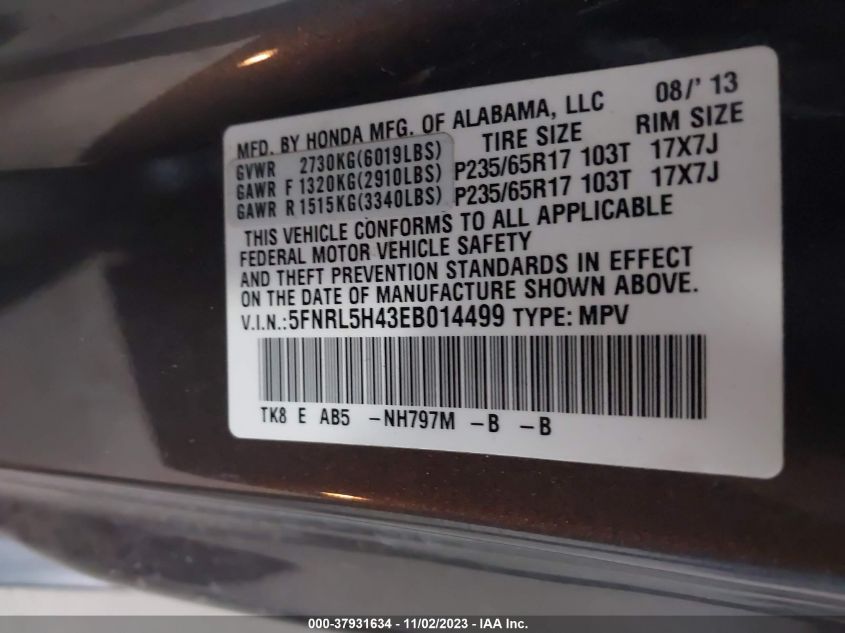 MFD. BY HONDA MFG. OF ALABAMA, LLC 08/' 13
TIRE SIZE RIM SIZE
GVWR 2730KG(6019LBS)
GAWR F 1320KG(2910LBS) P235/65R17 103T 17X7J
GAWR R 1515KG(3340LBS) P235/65R17 103T 17X7J
THIS VEHICLE CONFORMS TO ALL APPLICABLE
FEDERAL MOTOR VEHICLE SAFETY
AND THEFT PREVENTION STANDARDS IN EFFECT
ON THE DATE OF MANUFACTURE SHOWN ABOVE.
V.I.N.:5FNRL5H43EB014499 TYPE: MPV
TK8 E AB5 -NH797M -B -B
000-37931634 - 11/02/2023 - IAA Inc.